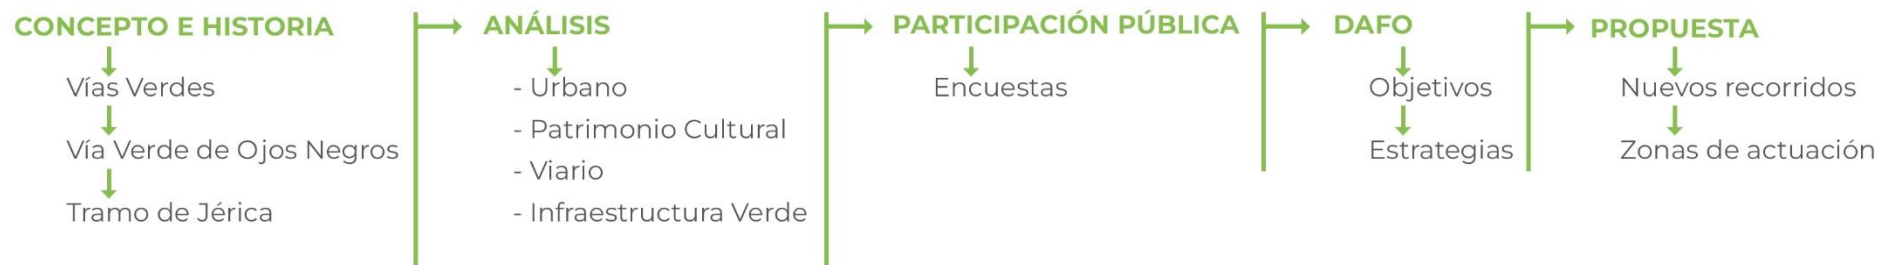 CONCEPTO E HISTORIA
Vías Verdes
Vía Verde de Ojos Negros
Tramo de Jérica
ANÁLISIS
- Urbano
- Patrimonio Cultural
- Viario
- Infraestructura Verde
PARTICIPACIÓN PÚBLICA
Encuestas
DAFO
Objetivos
Estrategias
PROPUESTA
Nuevos recorridos
Zonas de actuación